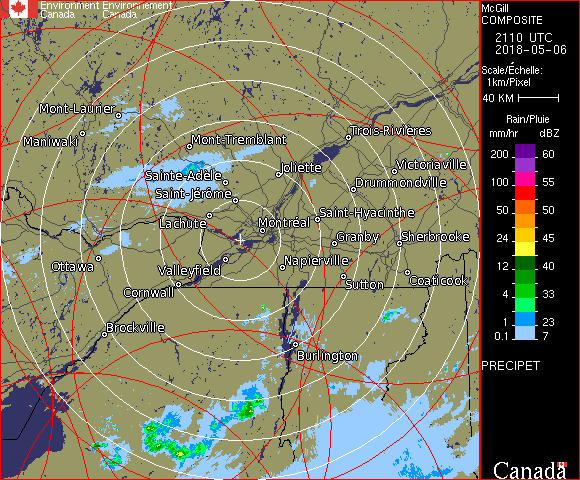 Environment Environnement
Canada Canada
McGill
COMPOSITE
2110 UTC
2018-05-06
Scale/Échelle:
1km/Pixel
40 KM
Rain/Pluie
mm/hr dBZ
200 60
100 55
50 50
24 45
12 40
4 33
1 23
0.1 7
PRECIPET
Canada
Mont-Laurier
Maniwaki
Mont-Tremblant
Trois-Rivières
Sainte-Adèle
Joliette
Victoriaville
Saint-Jérôme
Drummondville
Lachute
Montréal
Saint-Hyacinthe
Ottawa
Valleyfield
Granby
Sherbrooke
Napierville
Cornwall
Sutton
Coaticook
Brockville
Burlington